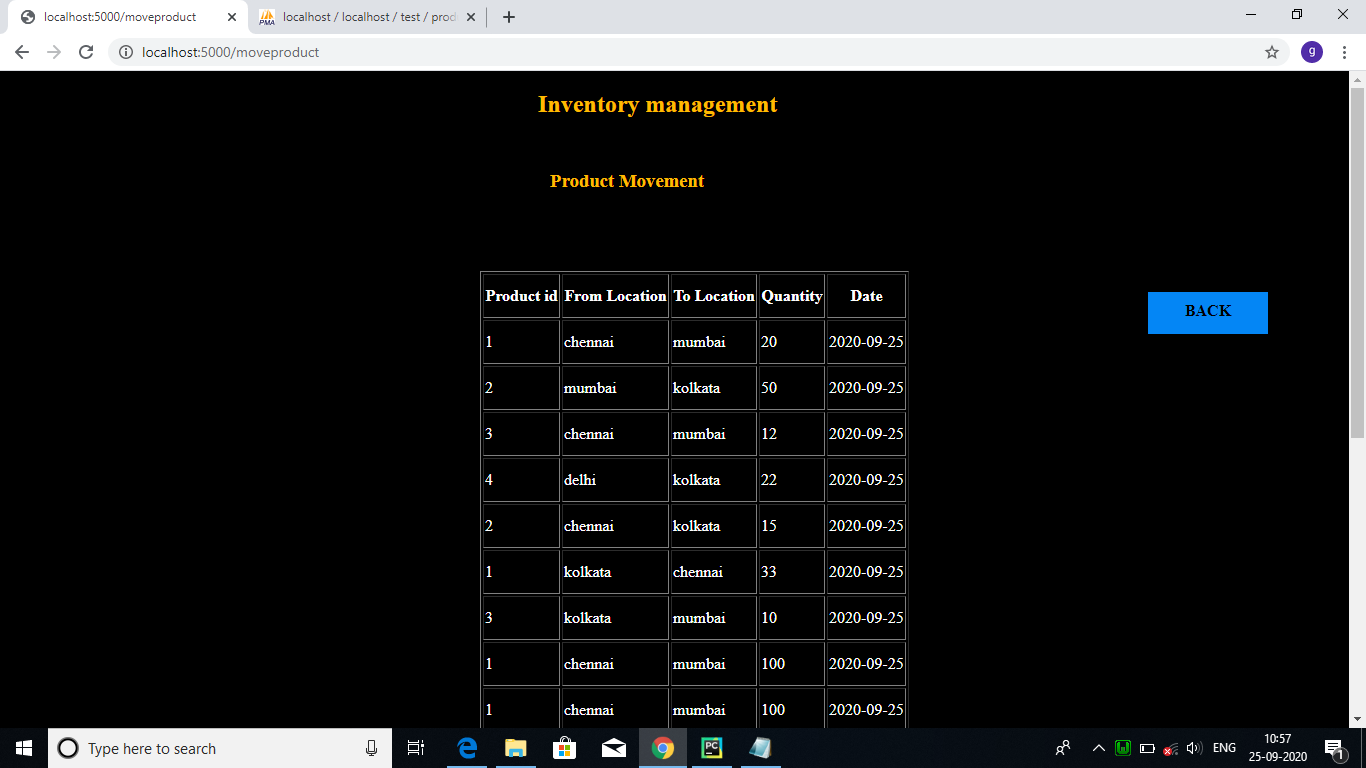 localhost:5000/moveproduct
localhost / localhost / test / prod
localhost:5000/moveproduct
g
Inventory management
Product Movement
BACK
Product id From Location To Location Quantity Date
1 chennai mumbai 20 2020-09-25
2 mumbai kolkata 50 2020-09-25
3 chennai mumbai 12 2020-09-25
4 delhi kolkata 22 2020-09-25
2 chennai kolkata 15 2020-09-25
1 kolkata chennai 33 2020-09-25
3 kolkata mumbai 10 2020-09-25
1 chennai mumbai 100 2020-09-25
1 chennai mumbai 100 2020-09-25
Type here to search
PC
ENG
10:57
25-09-2020
1